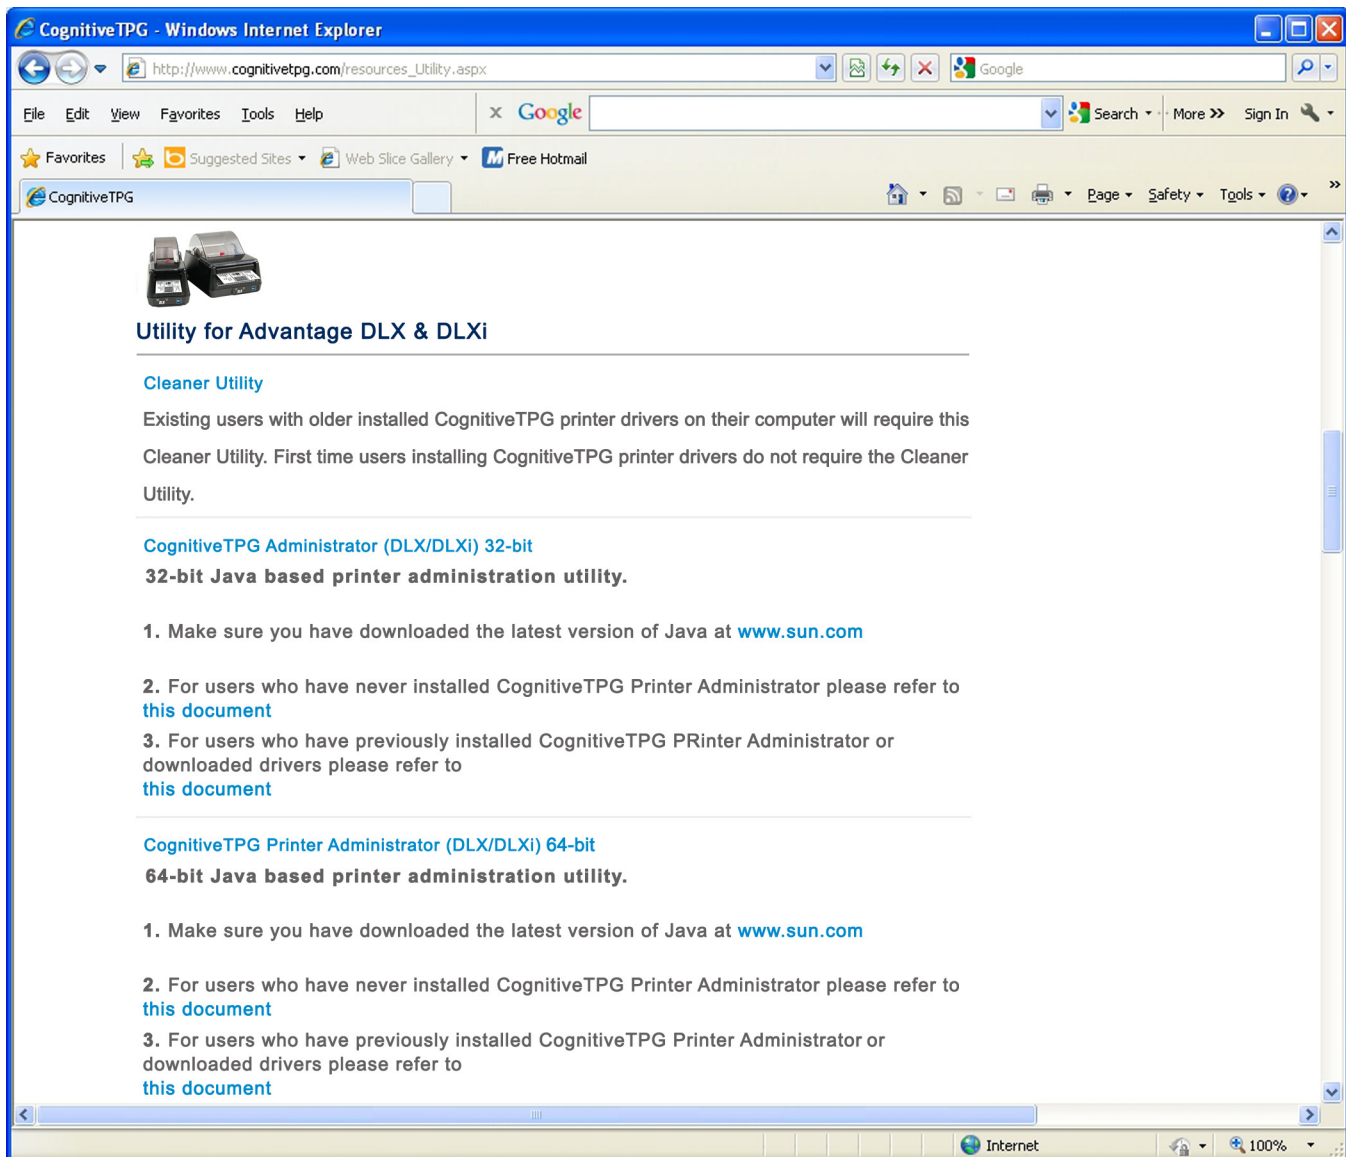 CognitiveTPG - Windows Internet Explorer
http://www.cognitivetpg.com/resources_Utility.aspx
Google
File Edit View Favorites Tools Help
x Google
Search More >> Sign In
Favorites Suggested Sites Web Slice Gallery Free Hotmail
CognitiveTPG
Page Safety Tools >>
Utility for Advantage DLX & DLXi
Cleaner Utility
Existing users with older installed CognitiveTPG printer drivers on their computer will require this
Cleaner Utility. First time users installing CognitiveTPG printer drivers do not require the Cleaner
Utility.
CognitiveTPG Administrator (DLX/DLXi) 32-bit
32-bit Java based printer administration utility.
1. Make sure you have downloaded the latest version of Java at www.sun.com
2. For users who have never installed CognitiveTPG Printer Administrator please refer to
this document
3. For users who have previously installed CognitiveTPG PRinter Administrator or
downloaded drivers please refer to
this document
CognitiveTPG Printer Administrator (DLX/DLXi) 64-bit
64-bit Java based printer administration utility.
1. Make sure you have downloaded the latest version of Java at www.sun.com
2. For users who have never installed CognitiveTPG Printer Administrator please refer to
this document
3. For users who have previously installed CognitiveTPG Printer Administrator or
downloaded drivers please refer to
this document
Internet 100%